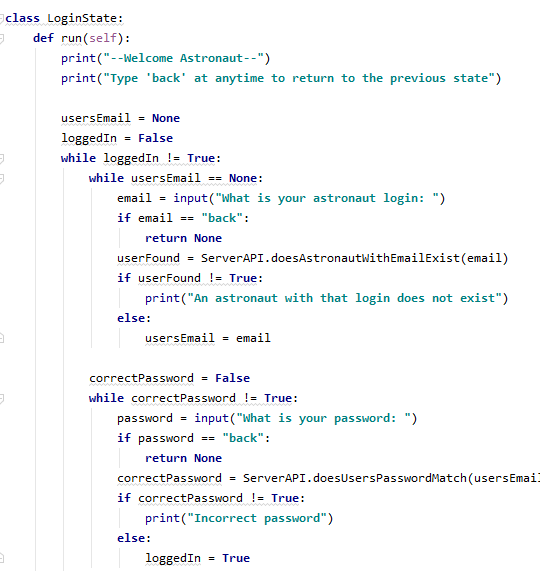 class LoginState:
    def run(self):
        print("--Welcome Astronaut--")
        print("Type 'back' at anytime to return to the previous state")

        usersEmail = None
        loggedIn = False
        while loggedIn != True:
            while usersEmail == None:
                email = input("What is your astronaut login: ")
                if email == "back":
                    return None
                userFound = ServerAPI.doesAstronautWithEmailExist(email)
                if userFound != True:
                    print("An astronaut with that login does not exist")
                else:
                    usersEmail = email

            correctPassword = False
            while correctPassword != True:
                password = input("What is your password: ")
                if password == "back":
                    return None
                correctPassword = ServerAPI.doesUsersPasswordMatch(usersEmail
                if correctPassword != True:
                    print("Incorrect password")
                else:
                    loggedIn = True